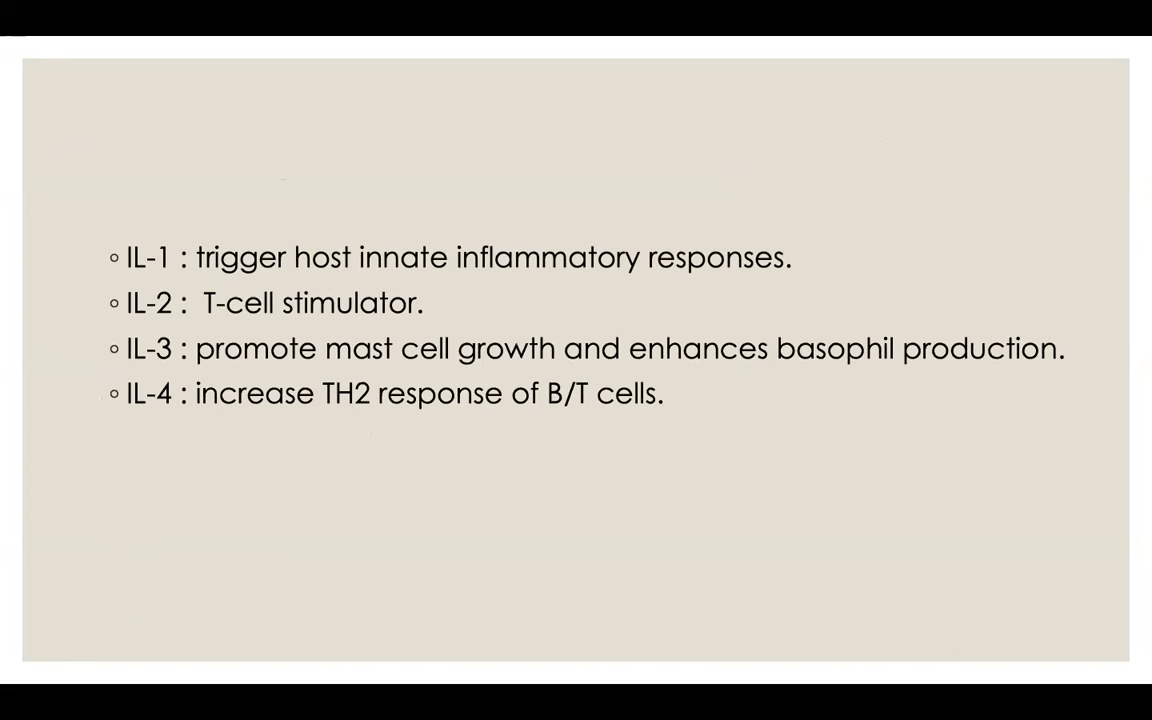 ◦ IL-1 : trigger host innate inflammatory responses.
◦ IL-2 :  T-cell stimulator.
◦ IL-3 : promote mast cell growth and enhances basophil production.
◦ IL-4 : increase TH2 response of B/T cells.